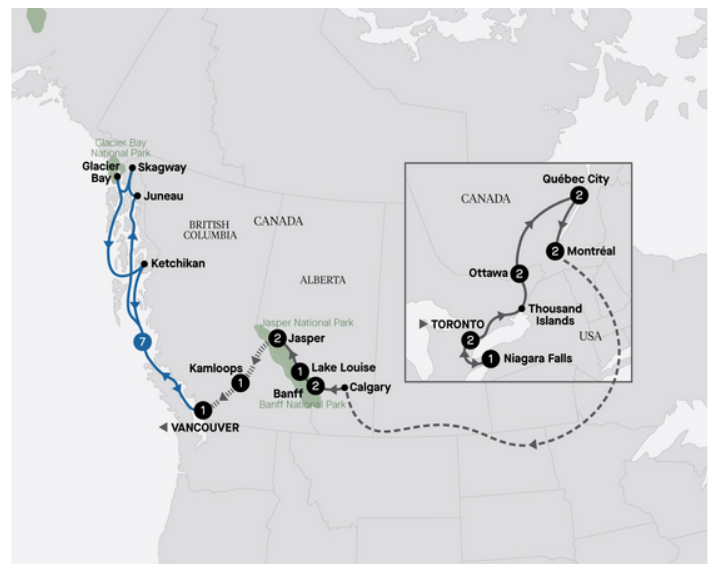 Glacier Bay
National Park
Glacier
Bay
Skagway
Juneau
BRITISH
COLUMBIA
CANADA
Ketchikan
ALBERTA
7
Jasper National Park
2
Jasper
Kamloops
1
1
Lake Louise
Banff
2
Calgary
Banff National Park
1
VANCOUVER
CANADA
Québec City
2
2
Montréal
Ottawa
2
Thousand
Islands
TORONTO
2
USA
1
Niagara Falls